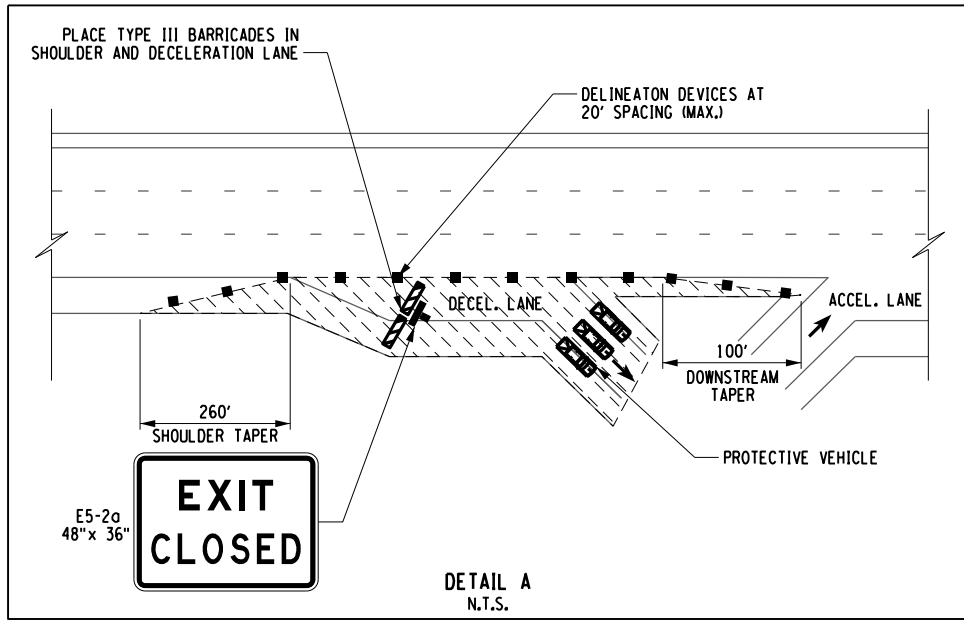 PLACE TYPE III BARRICADES IN
SHOULDER AND DECELERATION LANE
DELINEATON DEVICES AT
20' SPACING (MAX.)
DECEL. LANE
ACCEL. LANE
100'
DOWNSTREAM
TAPER
260'
SHOULDER TAPER
PROTECTIVE VEHICLE
E5-2a
48"x 36"
EXIT
CLOSED
DETAIL A
N.T.S.